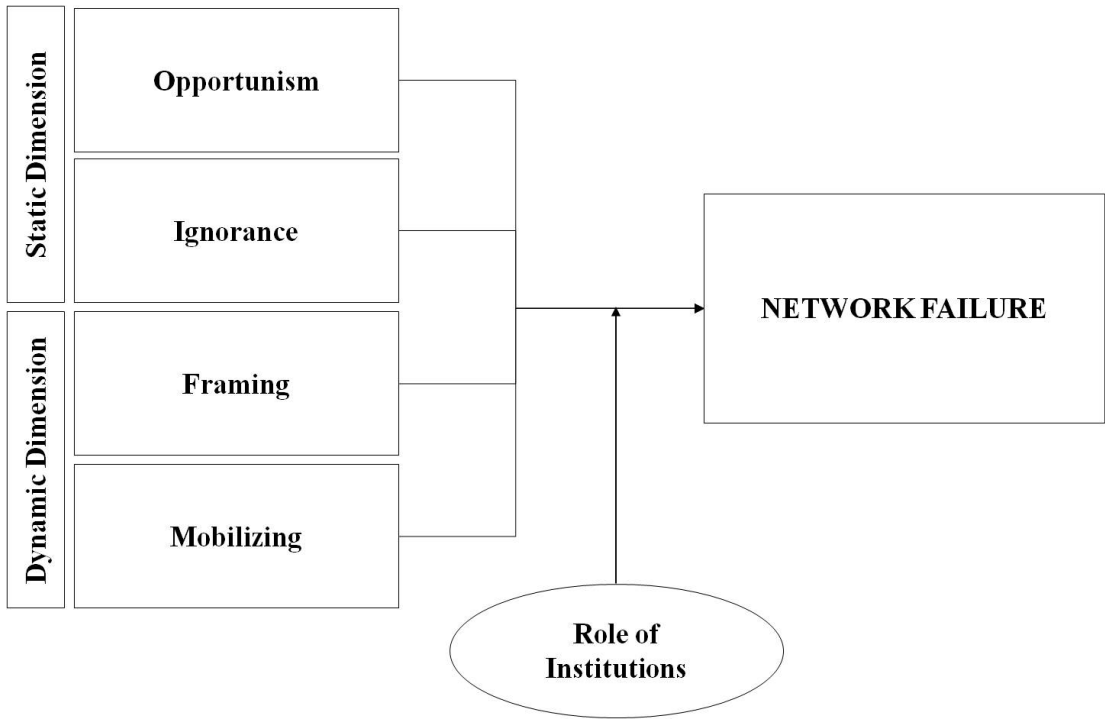 Static Dimension
Opportunism
Ignorance
Dynamic Dimension
Framing
Mobilizing
NETWORK FAILURE
Role of
Institutions